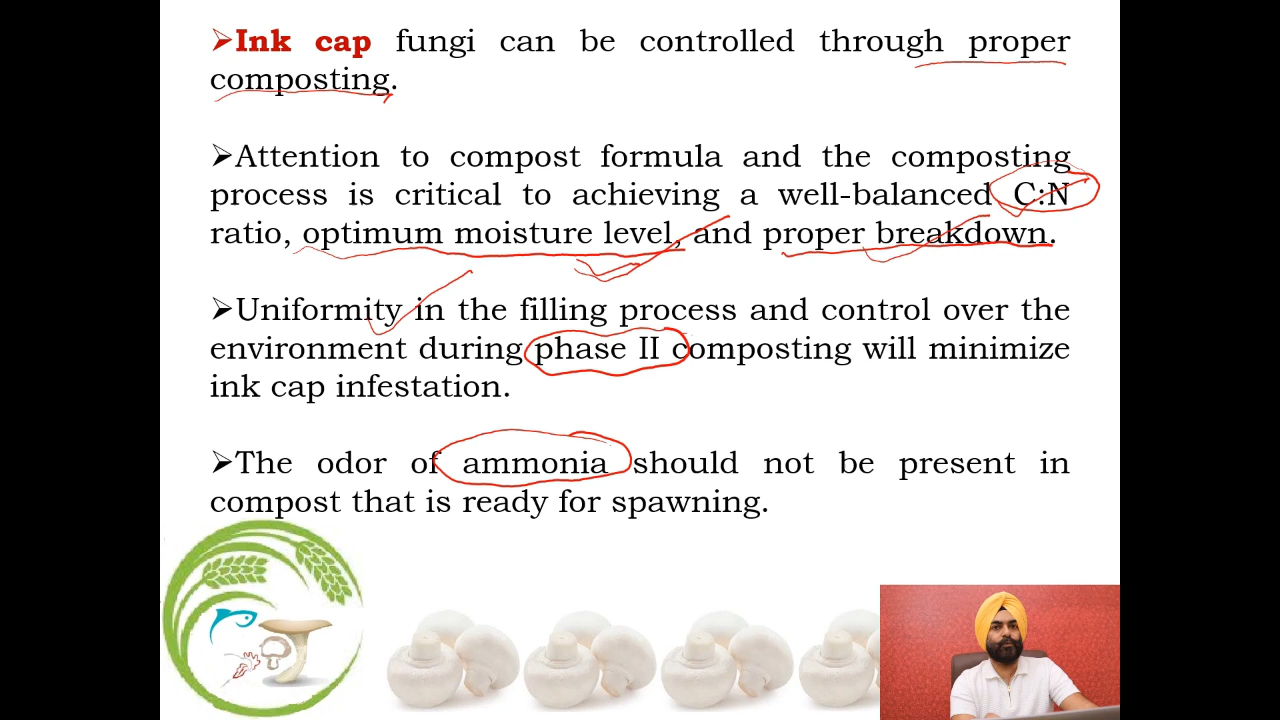 ➢Ink cap fungi can be controlled through proper
composting.
➢Attention to compost formula and the composting
process is critical to achieving a well-balanced C:N
ratio, optimum moisture level, and proper breakdown.
➢Uniformity in the filling process and control over the
environment during phase II composting will minimize
ink cap infestation.
➢The odor of ammonia should not be present in
compost that is ready for spawning.